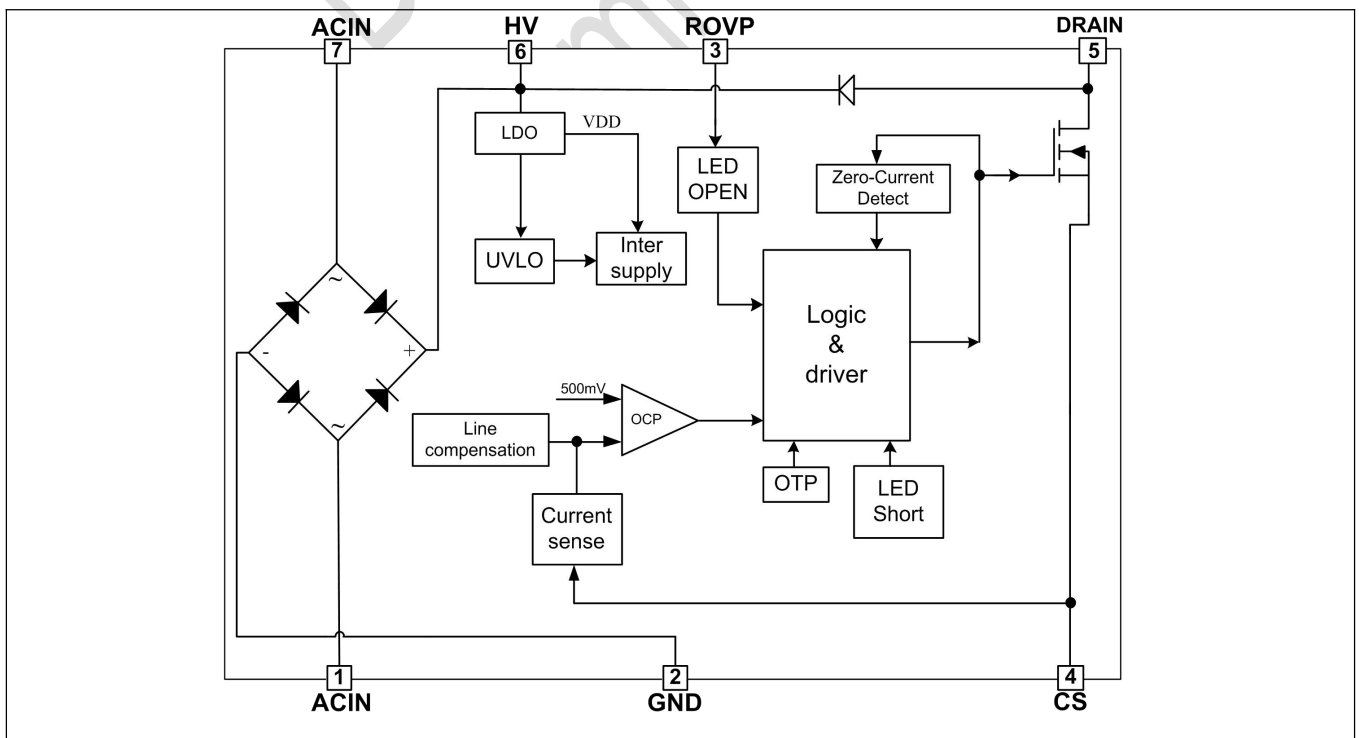 ACIN HV ROVP DRAIN
7 6 3 5
LDO
VDD
LED
OPEN
Zero-Current
Detect
UVLO
Inter
supply
~
- +
~
Logic
&
driver
500mV
OCP
Line
compensation
OTP
LED
Short
Current
sense
1 2 4
ACIN GND CS